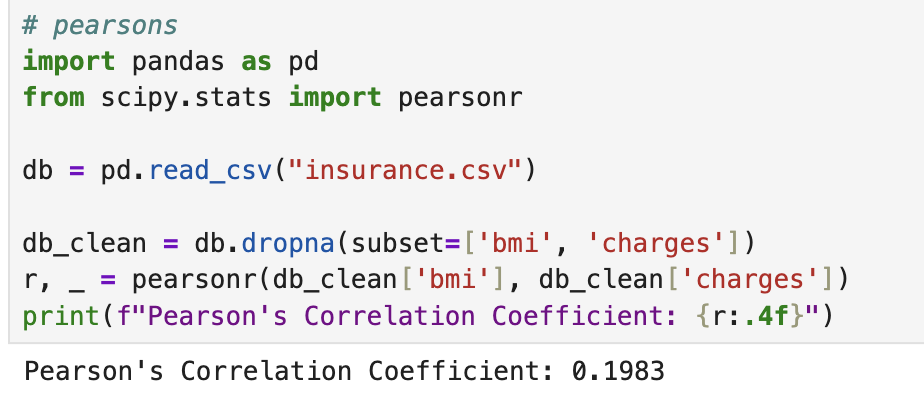 # pearsons
import pandas as pd
from scipy.stats import pearsonr
db = pd.read_csv("insurance.csv")
db_clean = db.dropna(subset=['bmi', 'charges'])
r, _ = pearsonr(db_clean['bmi'], db_clean['charges'])
print(f"Pearson's Correlation Coefficient: {r:.4f}")
Pearson's Correlation Coefficient: 0.1983